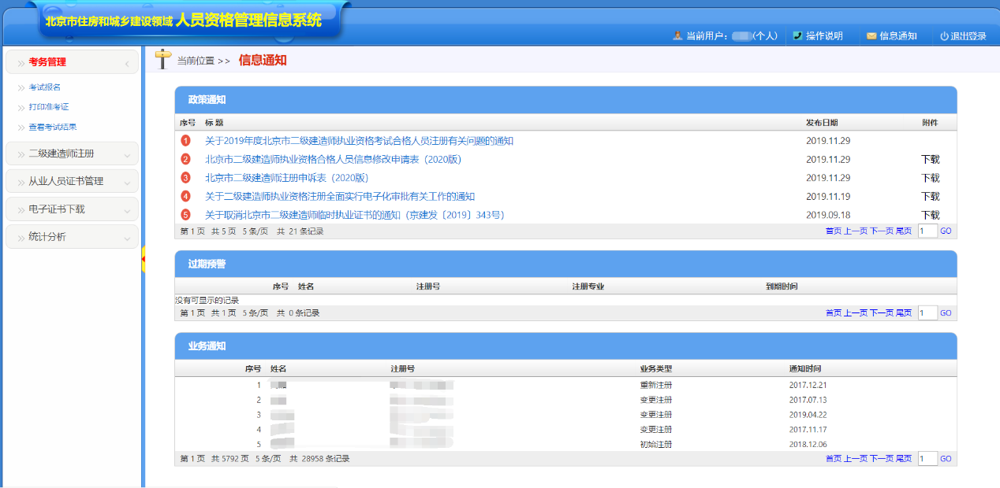 北京市住房和城乡建设领域 人员资格管理信息系统
当前用户： (个人) 操作说明 信息通知 退出登录
考务管理
考试报名
打印准考证
查看考试结果
二级建造师注册
从业人员证书管理
电子证书下载
统计分析
当前位置 >> 信息通知
政策通知
序号 标 题 发布日期 附件
1 关于2019年度北京市二级建造师执业资格考试合格人员注册有关问题的通知 2019.11.29
2 北京市二级建造师执业资格合格人员信息修改申请表（2020版） 2019.11.29 下载
3 北京市二级建造师注册申诉表（2020版） 2019.11.29 下载
4 关于二级建造师执业资格注册全面实行电子化审批有关工作的通知 2019.11.19 下载
5 关于取消北京市二级建造师临时执业证书的通知（京建发〔2019〕343号） 2019.09.18 下载
第 1 页 共 5 页 5 条/页 共 21 条记录 首页 上一页 下一页 尾页 1 GO
过期预警
序号 姓名 注册号 注册专业 到期时间
没有可显示的记录
第 1 页 共 1 页 5 条/页 共 0 条记录 首页 上一页 下一页 尾页 1 GO
业务通知
序号 姓名 注册号 业务类型 通知时间
1 重新注册 2017.12.21
2 变更注册 2017.07.13
3 变更注册 2019.04.22
4 变更注册 2017.11.17
5 初始注册 2018.12.06
第 1 页 共 5792 页 5 条/页 共 28958 条记录 首页 上一页 下一页 尾页 1 GO